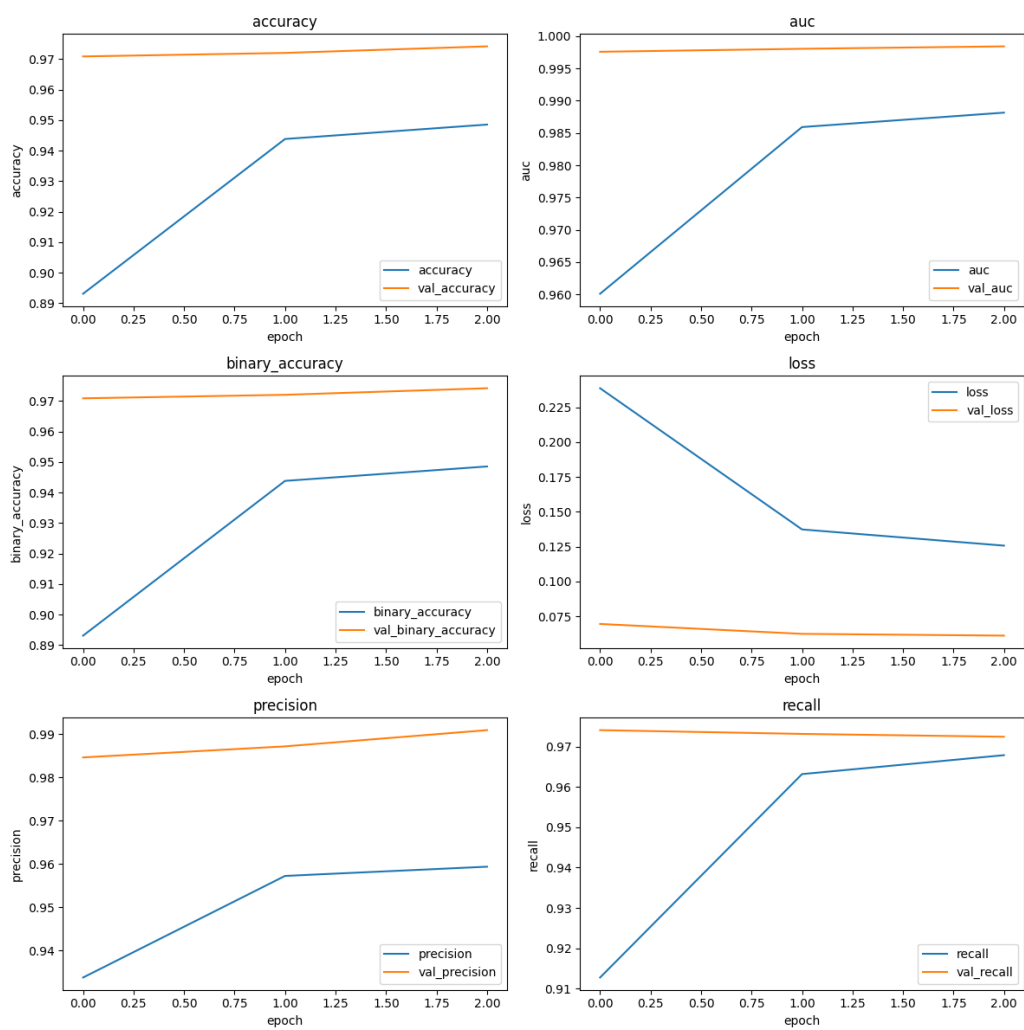 accuracy
accuracy
0.97
0.96
0.95
0.94
0.93
0.92
0.91
0.90
0.89
accuracy
val_accuracy
0.00 0.25 0.50 0.75 1.00 1.25 1.50 1.75 2.00
epoch
auc
auc
1.000
0.995
0.990
0.985
0.980
0.975
0.970
0.965
0.960
auc
val_auc
0.00 0.25 0.50 0.75 1.00 1.25 1.50 1.75 2.00
epoch
binary_accuracy
binary_accuracy
0.97
0.96
0.95
0.94
0.93
0.92
0.91
0.90
0.89
binary_accuracy
val_binary_accuracy
0.00 0.25 0.50 0.75 1.00 1.25 1.50 1.75 2.00
epoch
loss
loss
0.225
0.200
0.175
0.150
0.125
0.100
0.075
loss
val_loss
0.00 0.25 0.50 0.75 1.00 1.25 1.50 1.75 2.00
epoch
precision
precision
0.99
0.98
0.97
0.96
0.95
0.94
precision
val_precision
0.00 0.25 0.50 0.75 1.00 1.25 1.50 1.75 2.00
epoch
recall
recall
0.97
0.96
0.95
0.94
0.93
0.92
0.91
recall
val_recall
0.00 0.25 0.50 0.75 1.00 1.25 1.50 1.75 2.00
epoch